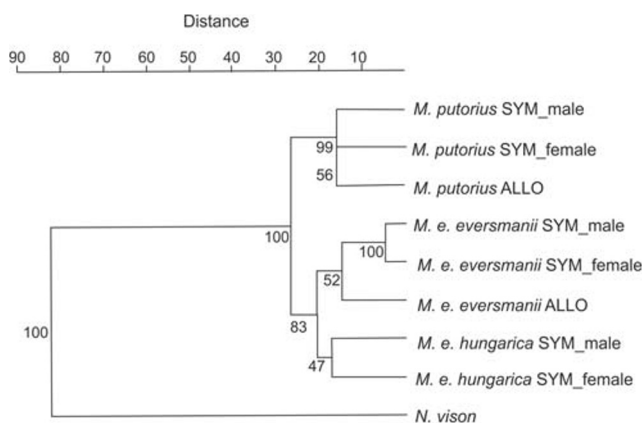 Distance
90 80 70 60 50 40 30 20 10
M. putorius SYM_male
99 M. putorius SYM_female
56 M. putorius ALLO
M. e. eversmanii SYM_male
100
100 M. e. eversmanii SYM_female
52
M. e. eversmanii ALLO
83
100
M. e. hungarica SYM_male
47
M. e. hungarica SYM_female
N. vison